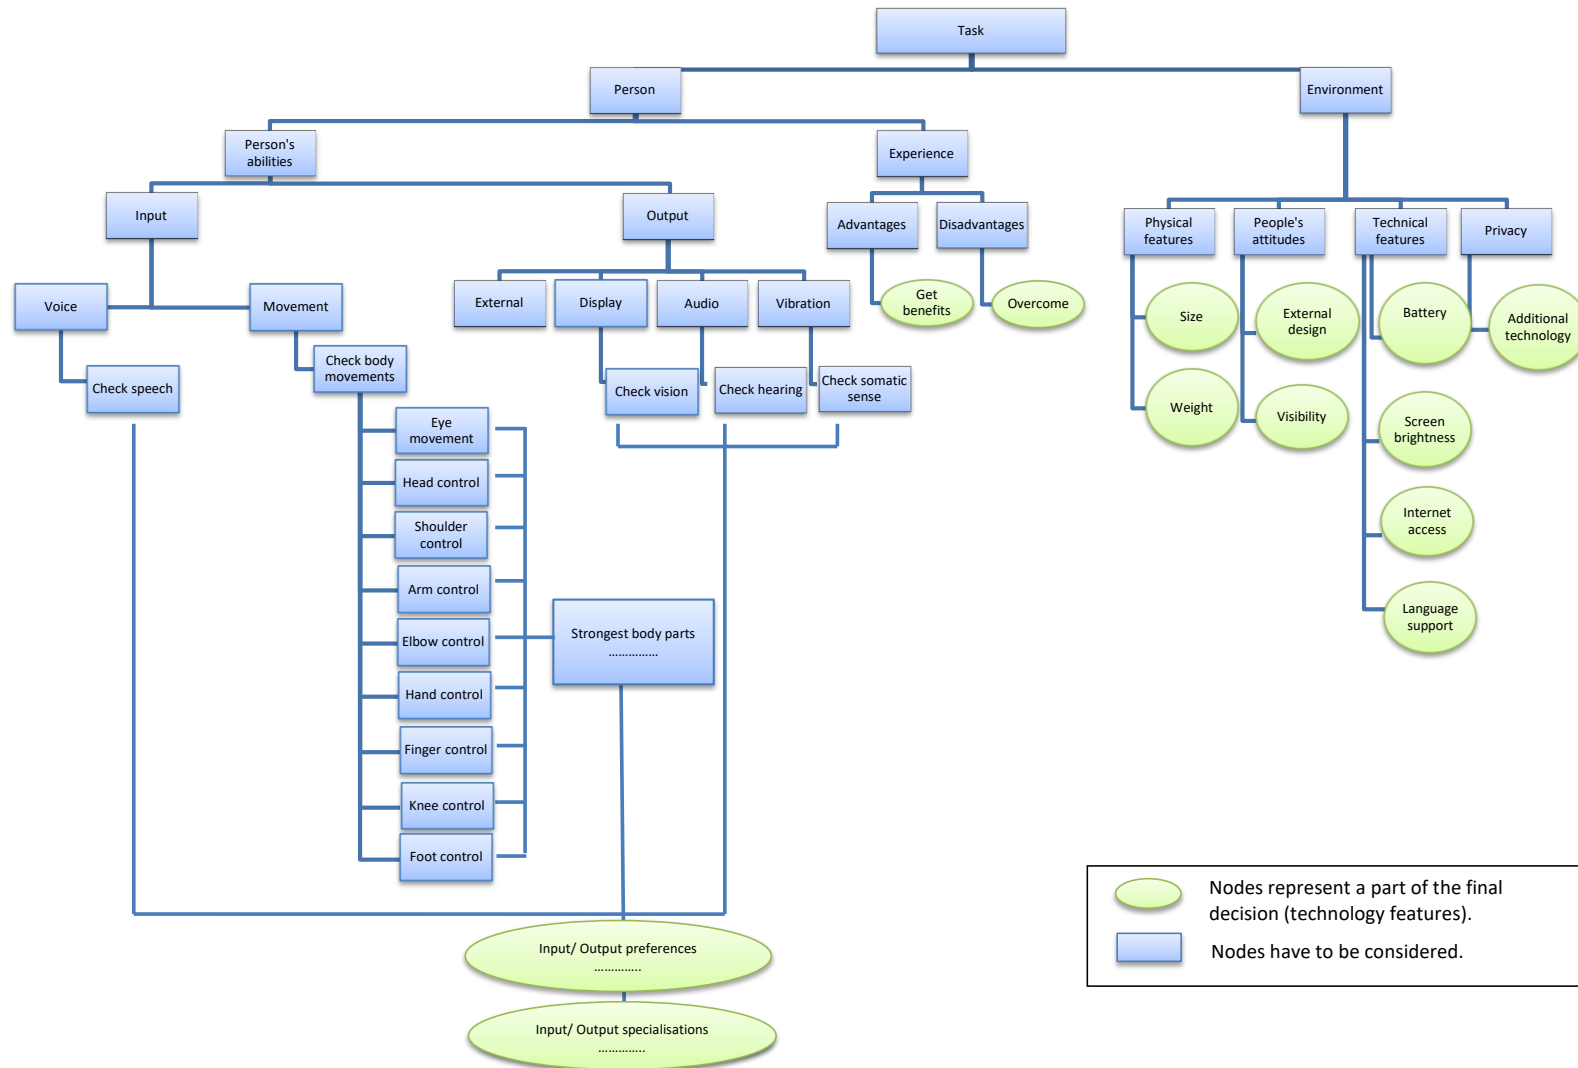 Task
Person
Environment
Person's
abilities
Experience
Input
Output
Advantages
Disadvantages
Physical
features
People's
attitudes
Technical
features
Privacy
Voice
Movement
External
Display
Audio
Vibration
Get
benefits
Overcome
Size
External
design
Battery
Additional
technology
Check speech
Check body
movements
Check vision
Check hearing
Check somatic
sense
Weight
Visibility
Screen
brightness
Internet
access
Language
support
Eye
movement
Head control
Shoulder
control
Arm control
Elbow control
Hand control
Finger control
Knee control
Foot control
Strongest body parts
……………
Input/ Output preferences
…………..
Input/ Output specialisations
…………..
Nodes represent a part of the final
decision (technology features).
Nodes have to be considered.